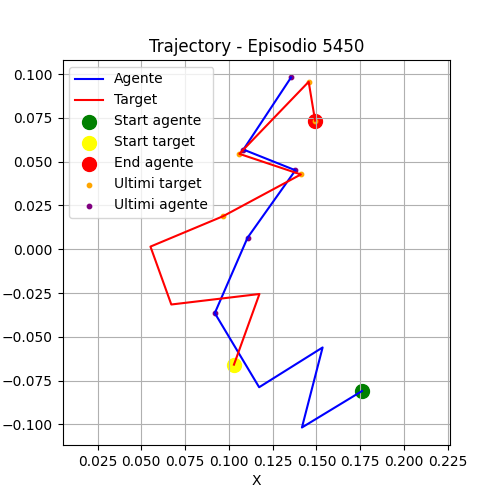 Trajectory - Episodio 5450
Agente
Target
Start agente
Start target
End agente
Ultimi target
Ultimi agente
0.100
0.075
0.050
0.025
0.000
−0.025
−0.050
−0.075
−0.100
0.025 0.050 0.075 0.100 0.125 0.150 0.175 0.200 0.225
X